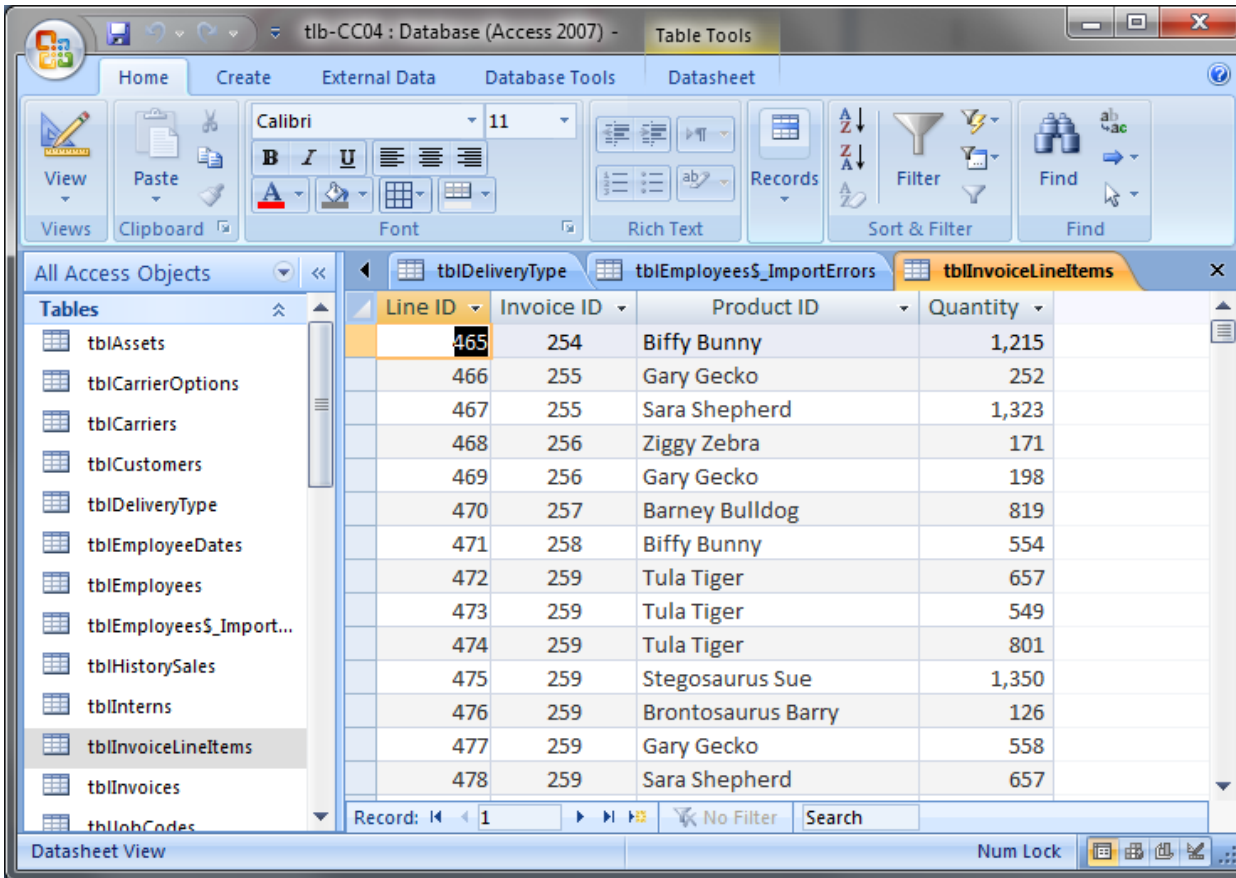 tlb-CC04 : Database (Access 2007) -
Table Tools
Home Create External Data Database Tools Datasheet
View
Paste
Calibri 11
B I U
A
Records
Filter
Find
Views Clipboard Font Rich Text Sort & Filter Find
All Access Objects
tblDeliveryType tblEmployees$_ImportErrors tblInvoiceLineItems
Tables
tblAssets
tblCarrierOptions
tblCarriers
tblCustomers
tblDeliveryType
tblEmployeeDates
tblEmployees
tblEmployees$_Import...
tblHistorySales
tblInterns
tblInvoiceLineItems
tblInvoices
tblJobCodes
Line ID Invoice ID Product ID Quantity
465 254 Biffy Bunny 1,215
466 255 Gary Gecko 252
467 255 Sara Shepherd 1,323
468 256 Ziggy Zebra 171
469 256 Gary Gecko 198
470 257 Barney Bulldog 819
471 258 Biffy Bunny 554
472 259 Tula Tiger 657
473 259 Tula Tiger 549
474 259 Tula Tiger 801
475 259 Stegosaurus Sue 1,350
476 259 Brontosaurus Barry 126
477 259 Gary Gecko 558
478 259 Sara Shepherd 657
Record: 1 No Filter Search
Datasheet View Num Lock